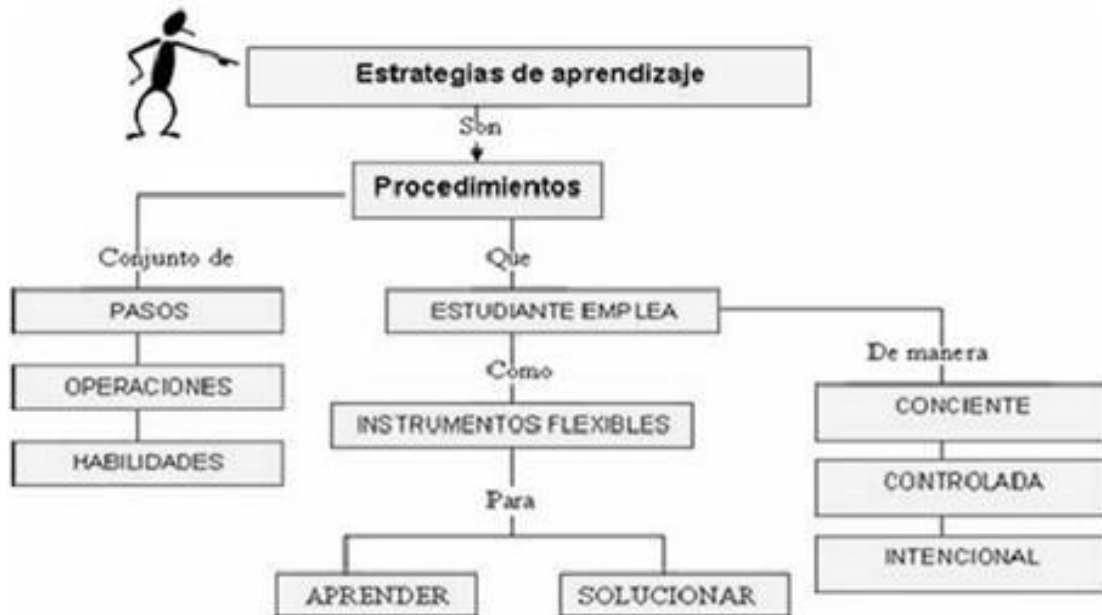 Estrategias de aprendizaje
Son
Procedimientos
Conjunto de
Que
PASOS
ESTUDIANTE EMPLEA
De manera
OPERACIONES
Como
CONCIENTE
HABILIDADES
INSTRUMENTOS FLEXIBLES
CONTROLADA
Para
INTENCIONAL
APRENDER
SOLUCIONAR